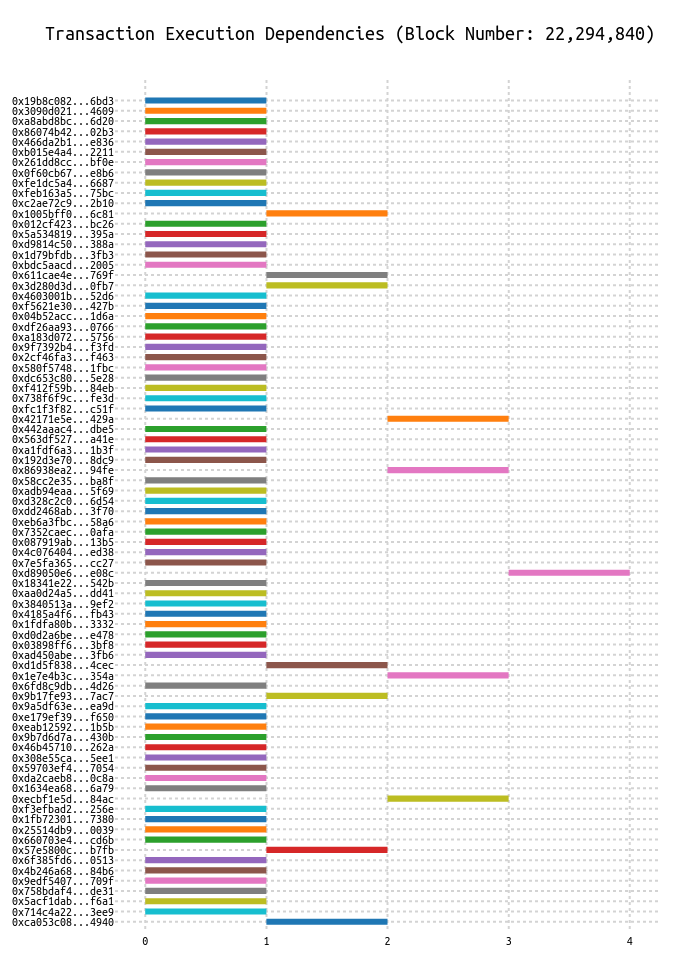 Transaction Execution Dependencies (Block Number: 22,294,840)
0x19b8c082...6bd3
0x3090d021...4609
0xa8abd8bc...6d20
0x86074b42...02b3
0x466da2b1...e836
0xb015e4a4...2211
0x261dd8cc...bf0e
0x0f60cb67...e8b6
0xfe1dc5a4...6687
0xfeb163a5...75bc
0xc2ae72c9...2b10
0x1005bff0...6c81
0x012cf423...bc26
0x5a534819...395a
0xd9814c50...388a
0x1d79bfdb...3fb3
0xbdc5aacd...2005
0x611cae4e...769f
0x3d280d3d...0fb7
0x4603001b...52d6
0xf5621e30...427b
0x04b52acc...1d6a
0xdf26aa93...0766
0xa183d072...5756
0x9f7392b4...f3fd
0x2cf46fa3...f463
0x580f5748...1fbc
0xdc653c80...5e28
0xf412f59b...84eb
0x738f6f9c...fe3d
0xfc1f3f82...c51f
0x42171e5e...429a
0x442aaac4...dbe5
0x563df527...a41e
0xa1fdf6a3...1b3f
0x192d3e70...8dc9
0x86938ea2...94fe
0x58cc2e35...ba8f
0xadb94eaa...5f69
0xd328c2c0...6d54
0xdd2468ab...3f70
0xeb6a3fbc...58a6
0x7352caec...0afa
0x087919ab...13b5
0x4c076404...ed38
0x7e5fa365...cc27
0xd89050e6...e08c
0x18341e22...542b
0xaa0d24a5...dd41
0x3840513a...9ef2
0x4185a4f6...fb43
0x1fdfa80b...3332
0xd0d2a6be...e478
0x03898ff6...3bf8
0xad450abe...3fb6
0xd1d5f838...4cec
0x1e7e4b3c...354a
0x6fd8c9db...4d26
0x9b17fe93...7ac7
0x9a5df63e...ea9d
0xe179ef39...f650
0xeab12592...1b5b
0x9b7d6d7a...430b
0x46b45710...262a
0x308e55ca...5ee1
0x59703ef4...7054
0xda2caeb8...0c8a
0x1634ea68...6a79
0xecbf1e5d...84ac
0xf3efbad2...256e
0x1fb72301...7380
0x25514db9...0039
0x660703e4...cd6b
0x57e5800c...b7fb
0x6f385fd6...0513
0x4b246a68...84b6
0x9edf5407...709f
0x758bdaf4...de31
0x5acf1dab...f6a1
0x714c4a22...3ee9
0xca053c08...4940
0 1 2 3 4